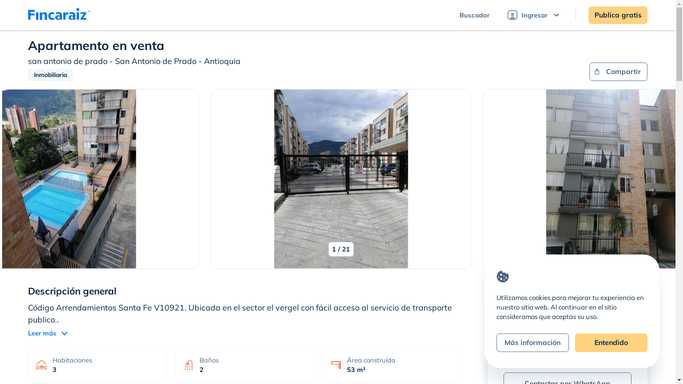 Fincaraiz
Buscador
Ingresar
Publica gratis
Apartamento en venta
san antonio de prado - San Antonio de Prado - Antioquia
Inmobiliaria
Compartir
1 / 21
Descripción general
Código Arrendamientos Santa Fe V10921. Ubicada en el sector el vergel con fácil acceso al servicio de transporte
publico..
Leer más
Habitaciones
3
Baños
2
Área construída
53 m²
Utilizamos cookies para mejorar tu experiencia en
nuestro sitio web. Al continuar en el sitio
consideramos que aceptas su uso.
Más información
Entendido
Contactar por WhatsApp